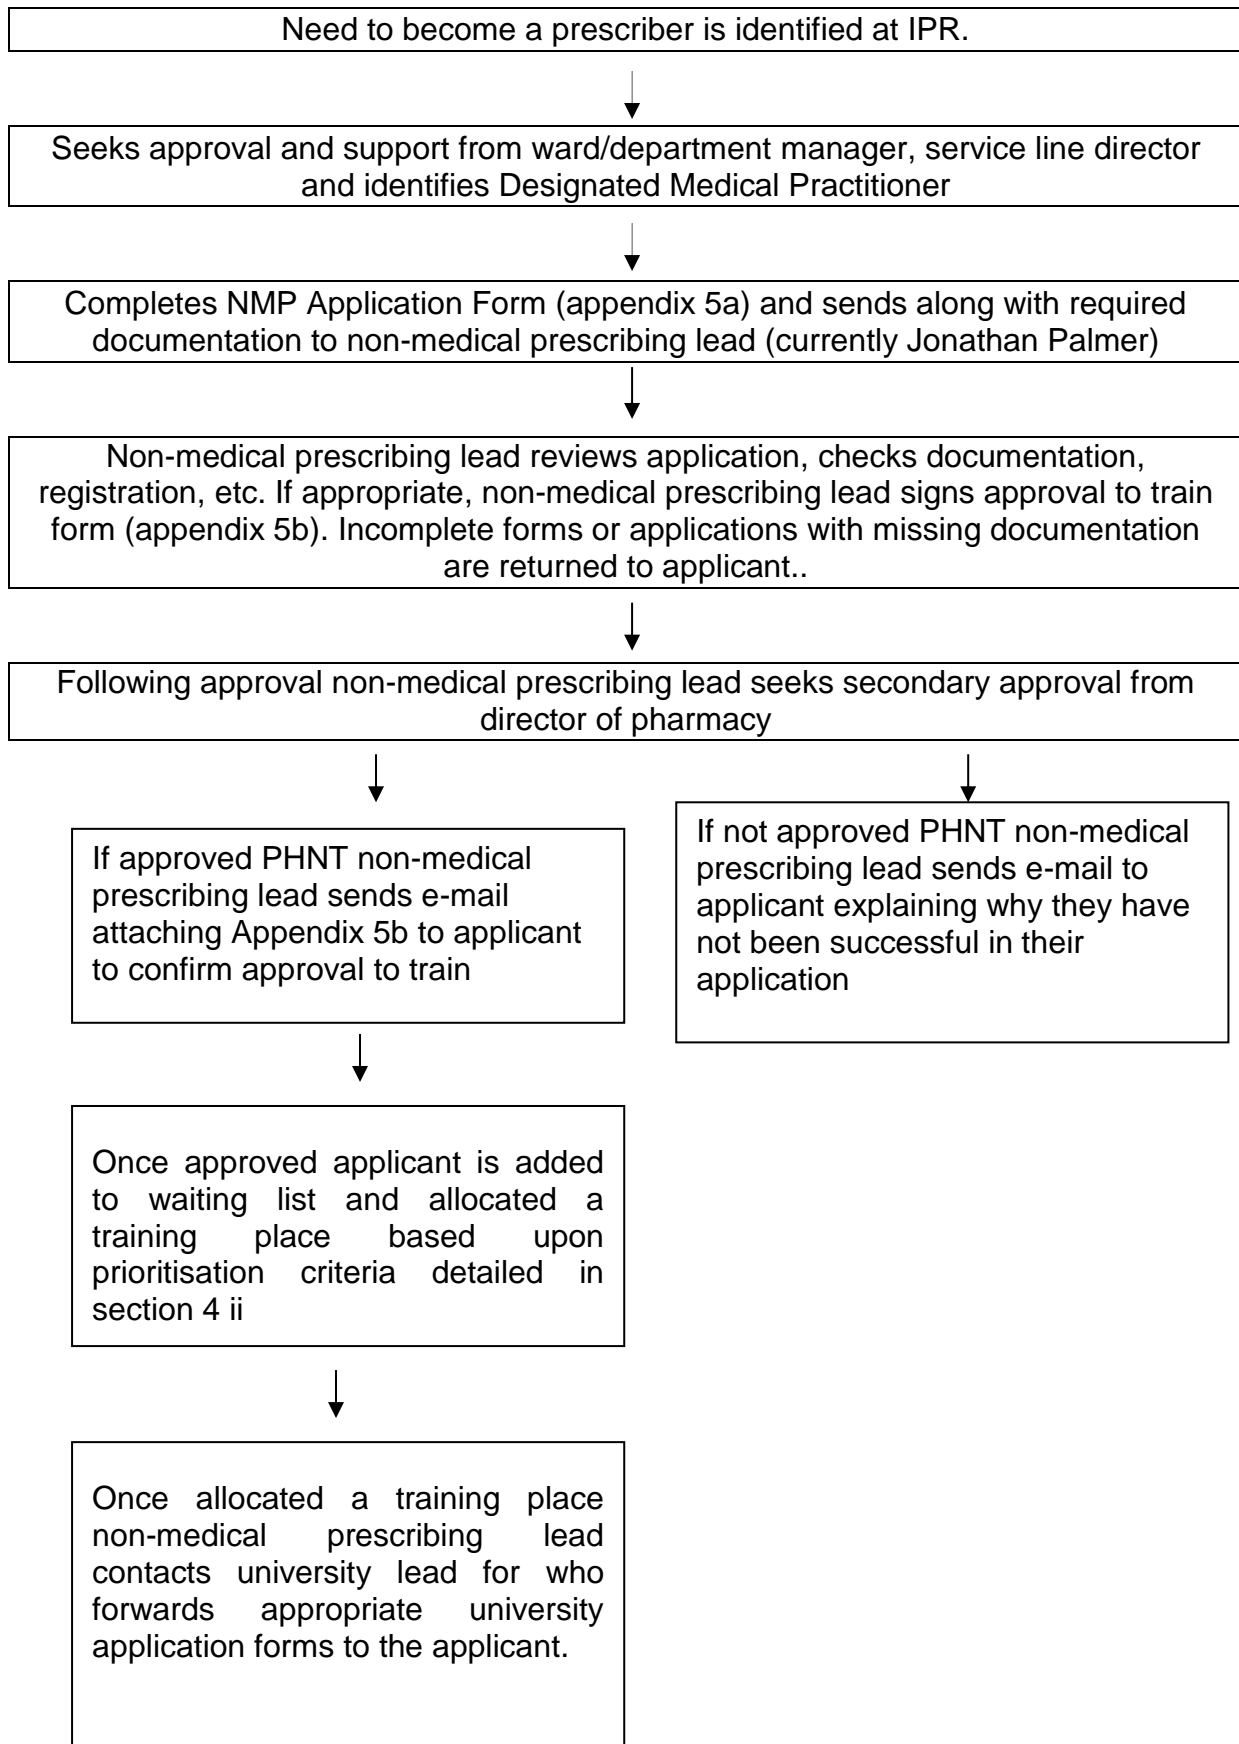 Need to become a prescriber is identified at IPR.
Seeks approval and support from ward/department manager, service line director
and identifies Designated Medical Practitioner
Completes NMP Application Form (appendix 5a) and sends along with required
documentation to non-medical prescribing lead (currently Jonathan Palmer)
Non-medical prescribing lead reviews application, checks documentation,
registration, etc. If appropriate, non-medical prescribing lead signs approval to train
form (appendix 5b). Incomplete forms or applications with missing documentation
are returned to applicant..
Following approval non-medical prescribing lead seeks secondary approval from
director of pharmacy
If approved PHNT non-medical
prescribing lead sends e-mail
attaching Appendix 5b to applicant
to confirm approval to train
If not approved PHNT non-medical
prescribing lead sends e-mail to
applicant explaining why they have
not been successful in their
application
Once approved applicant is added
to waiting list and allocated a
training place based upon
prioritisation criteria detailed in
section 4 ii
Once allocated a training place
non-medical prescribing lead
contacts university lead for who
forwards appropriate university
application forms to the applicant.